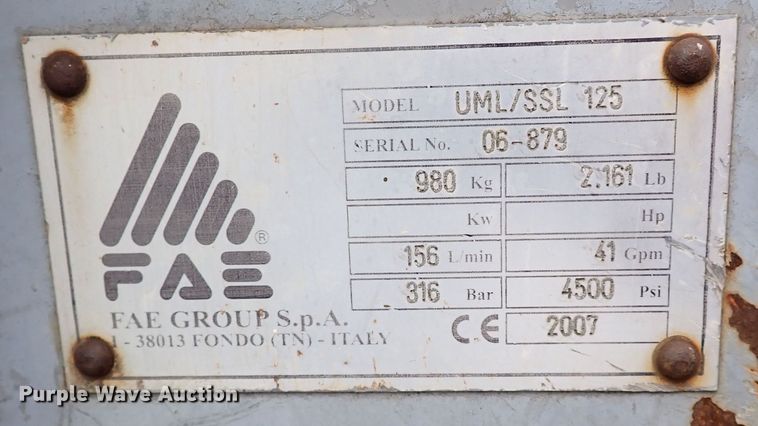 MODEL UML/SSL 125
SERIAL No. 06-879
980 Kg 2.161 Lb
Kw Hp
156 L/min 41 Gpm
316 Bar 4500 Psi
CE 2007
®
FAE
FAE GROUP S.p.A.
I - 38013 FONDO (TN) - ITALY
Purple Wave Auction